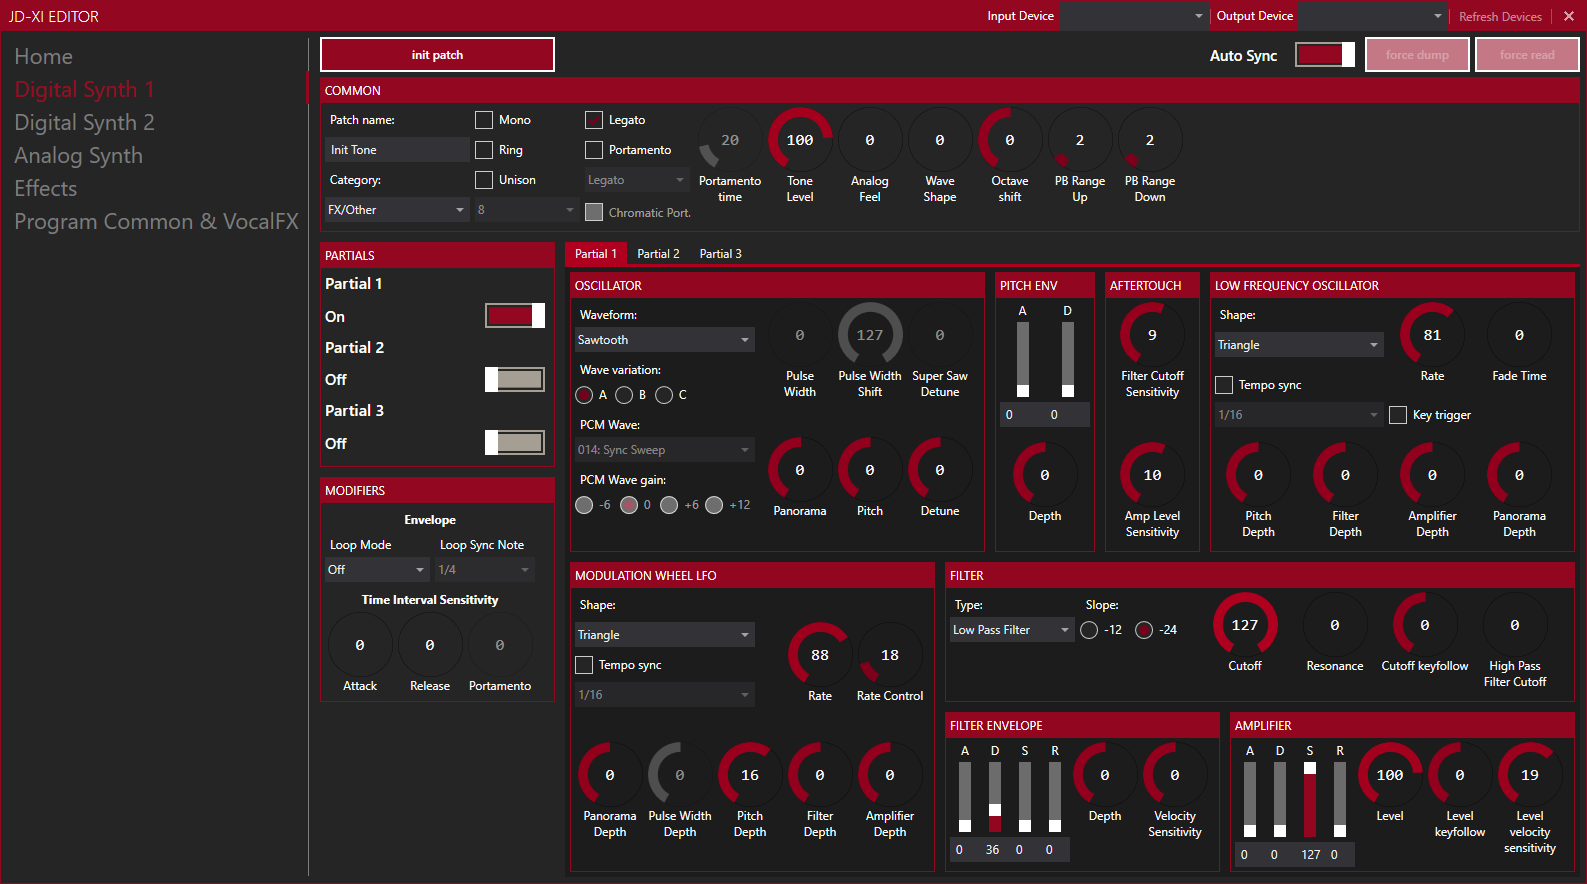 JD-XI EDITOR
Input Device
Output Device
Refresh Devices
Home
Digital Synth 1
Digital Synth 2
Analog Synth
Effects
Program Common & VocalFX
init patch
Auto Sync
force dump
force read
COMMON
Patch name:
Init Tone
Category:
FX/Other
Mono
Ring
Unison
8
Legato
Portamento
Legato
Chromatic Port.
20
Portamento
time
100
Tone
Level
0
Analog
Feel
0
Wave
Shape
0
Octave
shift
2
PB Range
Up
2
PB Range
Down
PARTIALS
Partial 1
On
Partial 2
Off
Partial 3
Off
MODIFIERS
Envelope
Loop Mode
Loop Sync Note
Off
1/4
Time Interval Sensitivity
0
0
0
Attack
Release
Portamento
Partial 1
Partial 2
Partial 3
OSCILLATOR
Waveform:
Sawtooth
Wave variation:
A B C
PCM Wave:
014: Sync Sweep
PCM Wave gain:
-6 0 +6 +12
0
Pulse
Width
127
Pulse Width
Shift
0
Super Saw
Detune
0
Panorama
0
Pitch
0
Detune
PITCH ENV
A D
0 0
0
Depth
AFTERTOUCH
9
Filter Cutoff
Sensitivity
10
Amp Level
Sensitivity
LOW FREQUENCY OSCILLATOR
Shape:
Triangle
Tempo sync
1/16
Key trigger
81
Rate
0
Fade Time
0
Pitch
Depth
0
Filter
Depth
0
Amplifier
Depth
0
Panorama
Depth
MODULATION WHEEL LFO
Shape:
Triangle
Tempo sync
1/16
88
Rate
18
Rate Control
0
Panorama
Depth
0
Pulse Width
Depth
16
Pitch
Depth
0
Filter
Depth
0
Amplifier
Depth
FILTER
Type:
Low Pass Filter
Slope:
-12 -24
127
Cutoff
0
Resonance
0
Cutoff keyfollow
0
High Pass
Filter Cutoff
FILTER ENVELOPE
A D S R
0 36 0 0
0
Depth
0
Velocity
Sensitivity
AMPLIFIER
A D S R
0 0 127 0
100
Level
0
Level
keyfollow
19
Level
velocity
sensitivity